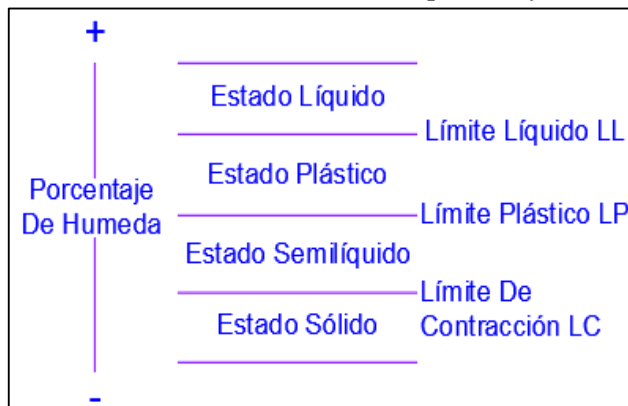 +
Estado Líquido
Límite Líquido LL
Estado Plástico
Porcentaje
De Humeda
Límite Plástico LP
Estado Semilíquido
Límite De
Contracción LC
Estado Sólido
-